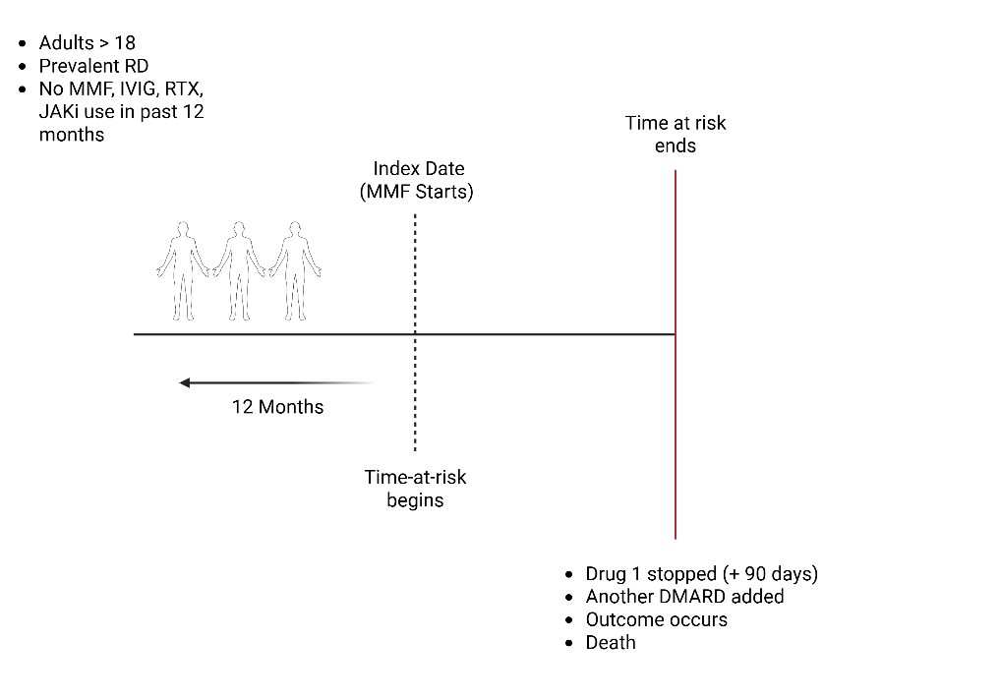 • Adults > 18
• Prevalent RD
• No MMF, IVIG, RTX,
JAKi use in past 12
months
Time at risk
ends
Index Date
(MMF Starts)
12 Months
Time-at-risk
begins
• Drug 1 stopped (+ 90 days)
• Another DMARD added
• Outcome occurs
• Death